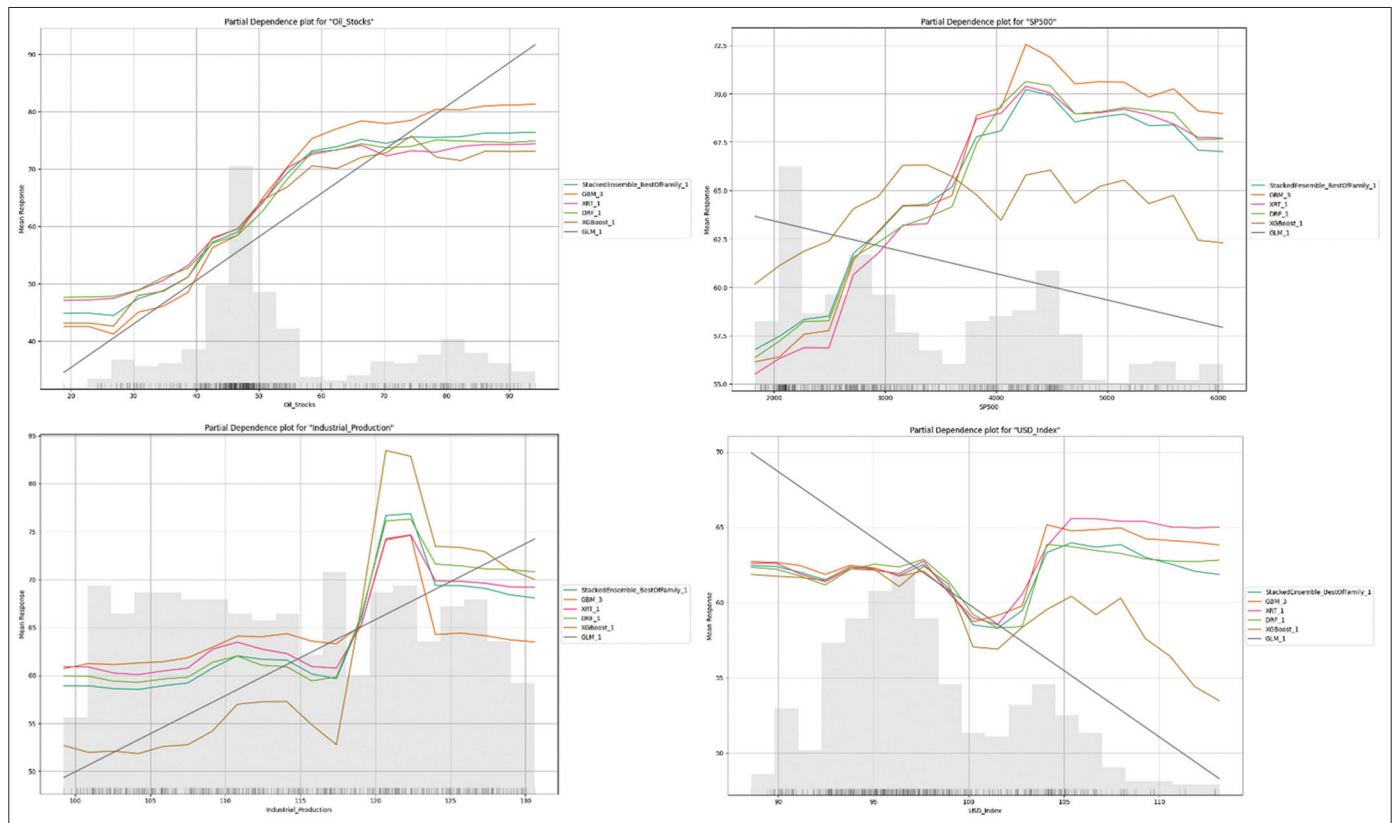 Partial Dependence plot for "Oil_Stocks"
Mean Response
90
80
70
60
50
40
20 30 40 50 60 70 80 90
Oil_Stocks
StackedEnsemble_BestOfFamily_1
GBM_3
XRT_1
DRF_1
XGBoost_1
GLM_1
Partial Dependence plot for "SP500"
Mean Response
72.5
70.0
67.5
65.0
62.5
60.0
57.5
55.0
2000 3000 4000 5000 6000
SP500
StackedEnsemble_BestOfFamily_1
GBM_3
XRT_1
DRF_1
XGBoost_1
GLM_1
Partial Dependence plot for "Industrial_Production"
Mean Response
85
80
75
70
65
60
55
50
100 105 110 115 120 125 130
Industrial_Production
StackedEnsemble_BestOfFamily_1
GBM_3
XRT_1
DRF_1
XGBoost_1
GLM_1
Partial Dependence plot for "USD_Index"
Mean Response
70
65
60
55
50
90 95 100 105 110
USD_Index
StackedEnsemble_BestOfFamily_1
GBM_3
XRT_1
DRF_1
XGBoost_1
GLM_1